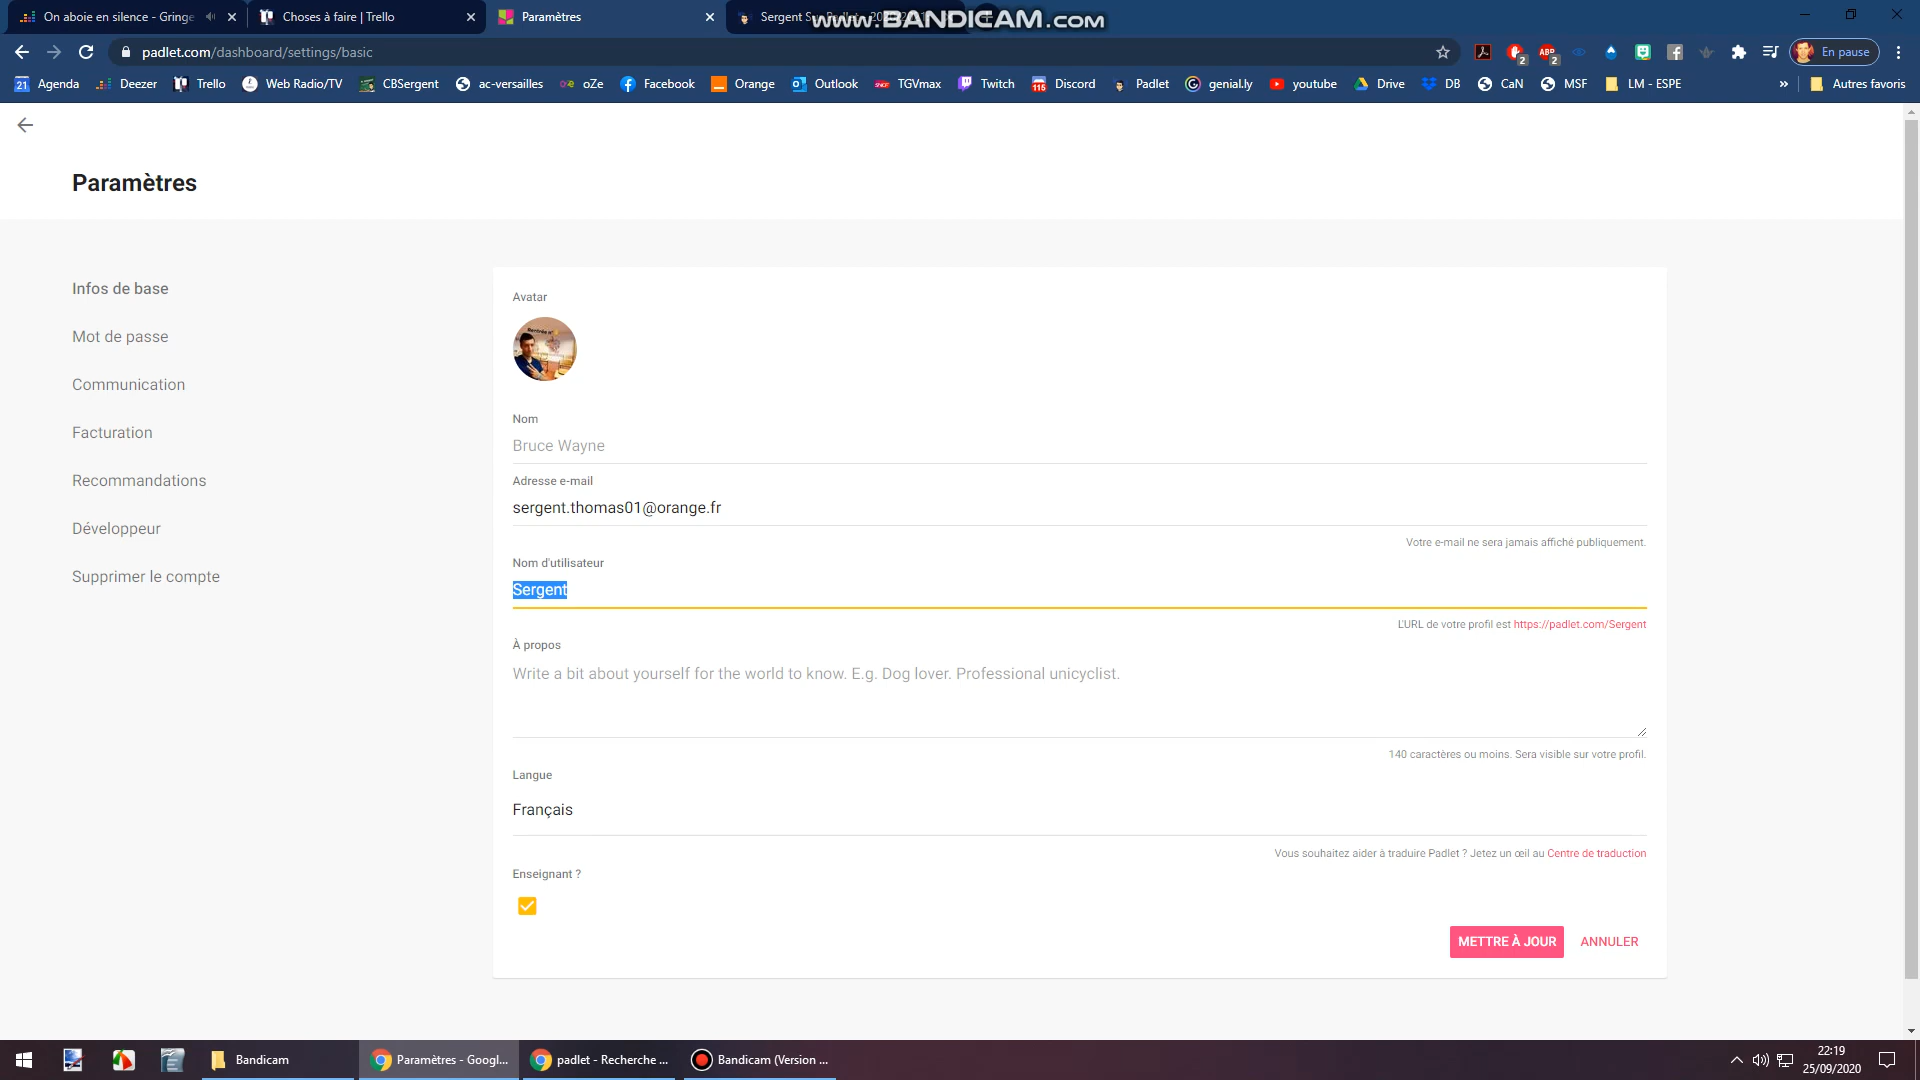 On aboie en silence - Gringe
Choses à faire | Trello
Paramètres
www.BANDICAM.com
padlet.com/dashboard/settings/basic
2
ABP
2
En pause
21
Agenda
Deezer
Trello
Web Radio/TV
CBSergent
ac-versailles
oZe
Facebook
Orange
Outlook
TGVmax
Twitch
115
Discord
Padlet
genial.ly
youtube
Drive
DB
CaN
MSF
LM - ESPE
»
Autres favoris
Paramètres
Infos de base
Mot de passe
Communication
Facturation
Recommandations
Développeur
Supprimer le compte
Avatar
Nom
Bruce Wayne
Adresse e-mail
sergent.thomas01@orange.fr
Votre e-mail ne sera jamais affiché publiquement.
Nom d'utilisateur
Sergent
L'URL de votre profil est https://padlet.com/Sergent
À propos
Write a bit about yourself for the world to know. E.g. Dog lover. Professional unicyclist.
140 caractères ou moins. Sera visible sur votre profil.
Langue
Français
Vous souhaitez aider à traduire Padlet ? Jetez un œil au Centre de traduction
Enseignant ?
METTRE À JOUR
ANNULER
Bandicam
Paramètres - Googl...
padlet - Recherche ...
Bandicam (Version ...
22:19
25/09/2020